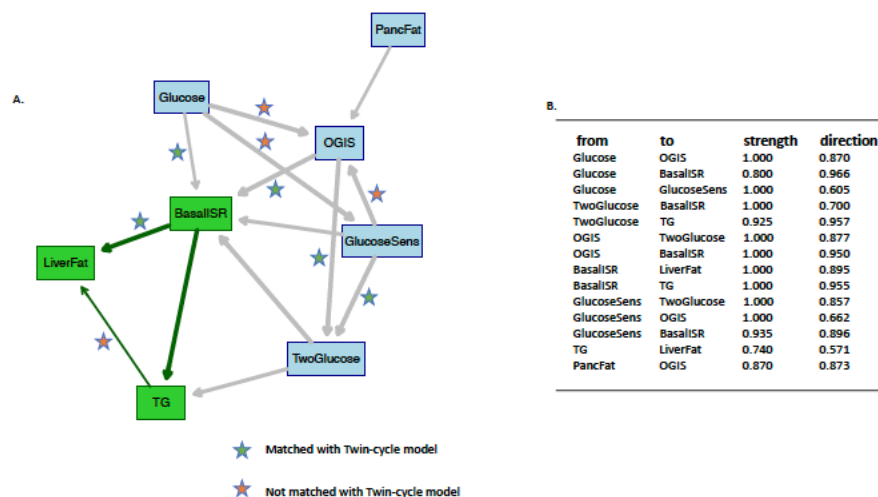 PancFat
A.
Glucose
B.
OGIS
BasalISR
GlucoseSens
LiverFat
TwoGlucose
TG
Matched with Twin-cycle model
Not matched with Twin-cycle model
from to strength direction
Glucose OGIS 1.000 0.870
Glucose BasalISR 0.800 0.966
Glucose GlucoseSens 1.000 0.605
TwoGlucose BasalISR 1.000 0.700
TwoGlucose TG 0.925 0.957
OGIS TwoGlucose 1.000 0.877
OGIS BasalISR 1.000 0.950
BasalISR LiverFat 1.000 0.895
BasalISR TG 1.000 0.955
GlucoseSens TwoGlucose 1.000 0.857
GlucoseSens OGIS 1.000 0.662
GlucoseSens BasalISR 0.935 0.896
TG LiverFat 0.740 0.571
PancFat OGIS 0.870 0.873